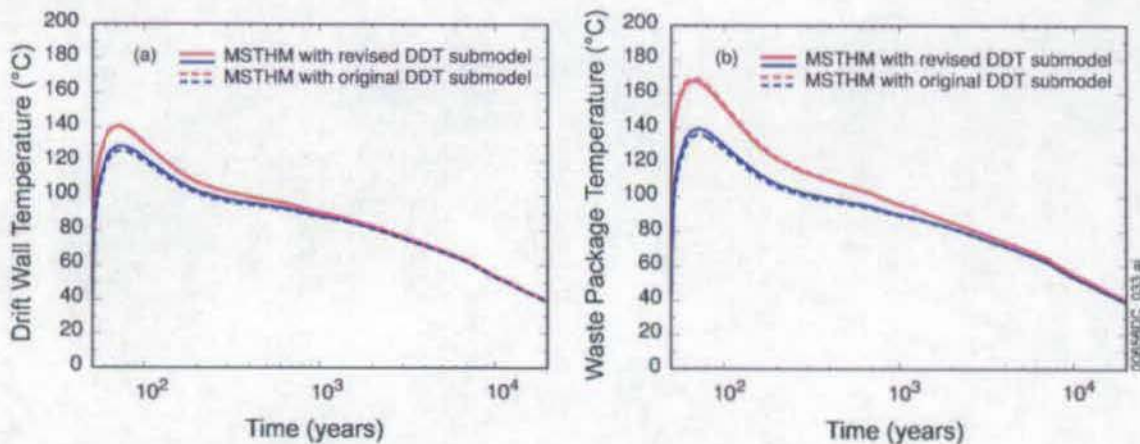 200
180
160
140
120
100
80
60
40
20
0
Drift Wall Temperature (°C)
(a)
MSTHM with revised DDT submodel
MSTHM with original DDT submodel
10²
10³
10⁴
Time (years)
200
180
160
140
120
100
80
60
40
20
0
Waste Package Temperature (°C)
(b)
MSTHM with revised DDT submodel
MSTHM with original DDT submodel
10²
10³
10⁴
Time (years)